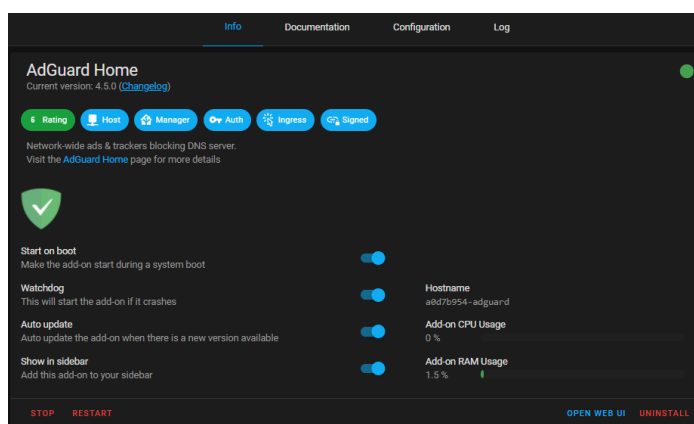 Info Documentation Configuration Log
AdGuard Home
Current version: 4.5.0 (Changelog)
6 Rating Host Manager Auth Ingress Signed
Network-wide ads & trackers blocking DNS server.
Visit the AdGuard Home page for more details
Start on boot
Make the add-on start during a system boot
Watchdog
This will start the add-on if it crashes
Hostname
a0d7b954-adguard
Auto update
Auto update the add-on when there is a new version available
Add-on CPU Usage
0 %
Show in sidebar
Add this add-on to your sidebar
Add-on RAM Usage
1.5 %
STOP RESTART OPEN WEB UI UNINSTALL